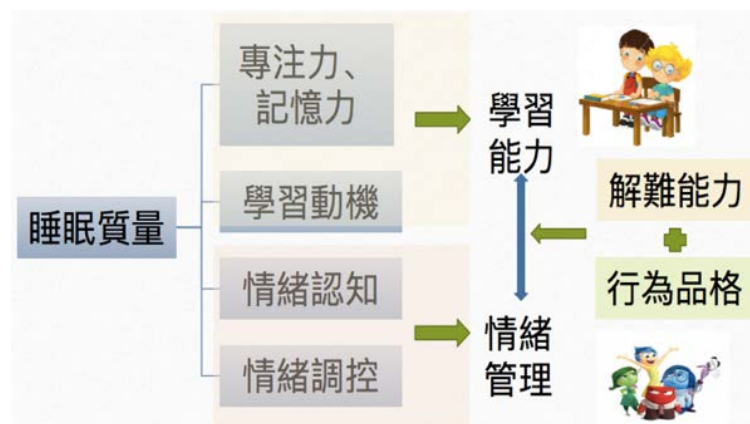 睡眠質量
專注力、
記憶力
學習動機
情緒認知
情緒調控
學習
能力
情緒
管理
解難能力
行為品格